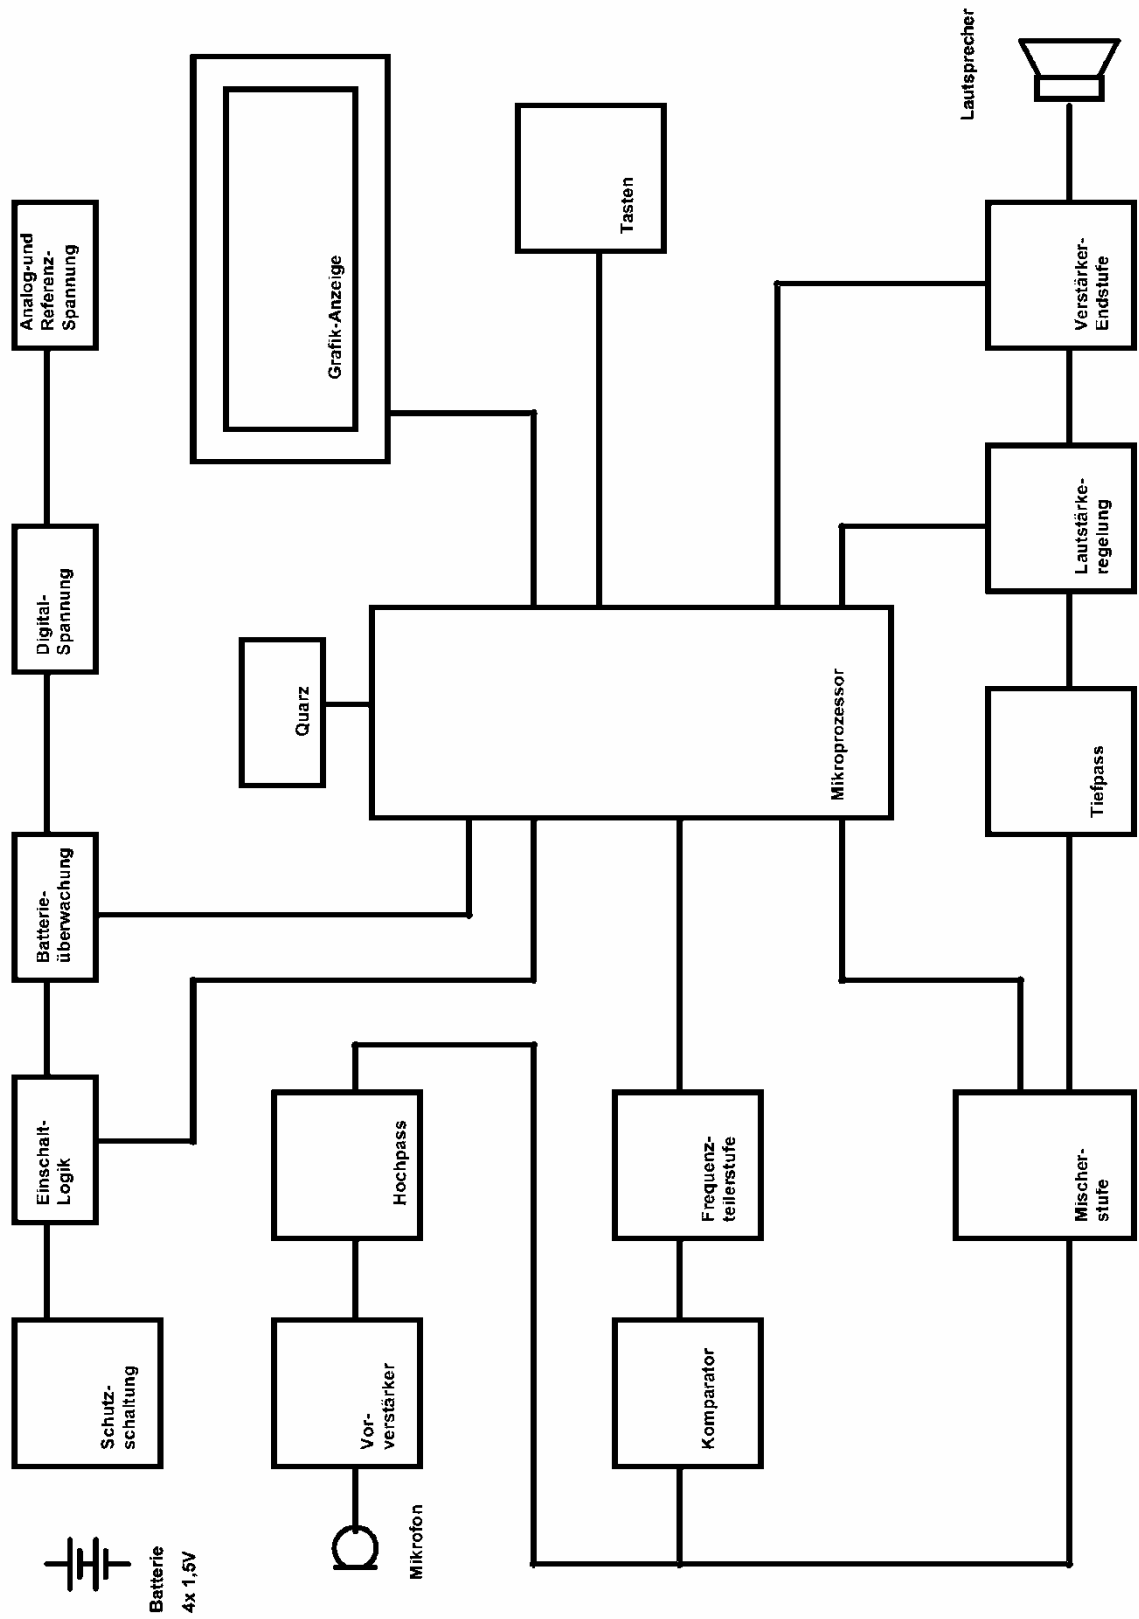 Batterie
4x 1,5V
Schutz-
schaltung
Einschalt-
Logik
Batterie-
überwachung
Digital-
Spannung
Analog-und
Referenz-
Spannung
Mikrofon
Vor-
verstärker
Hochpass
Quarz
Grafik-Anzeige
Komparator
Frequenz-
teilerstufe
Mikroprozessor
Tasten
Mischer-
stufe
Tiefpass
Lautstärke-
regelung
Verstärker-
Endstufe
Lautsprecher